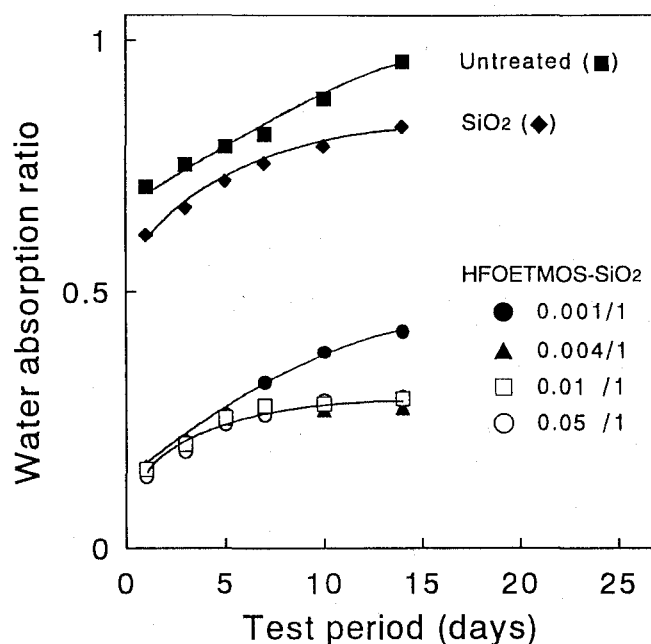 1
Untreated (■)
SiO2 (◆)
Water absorption ratio
0.5
HFOETMOS-SiO2
● 0.001/1
▲ 0.004/1
□ 0.01 /1
○ 0.05 /1
0
0 5 10 15 20 25
Test period (days)